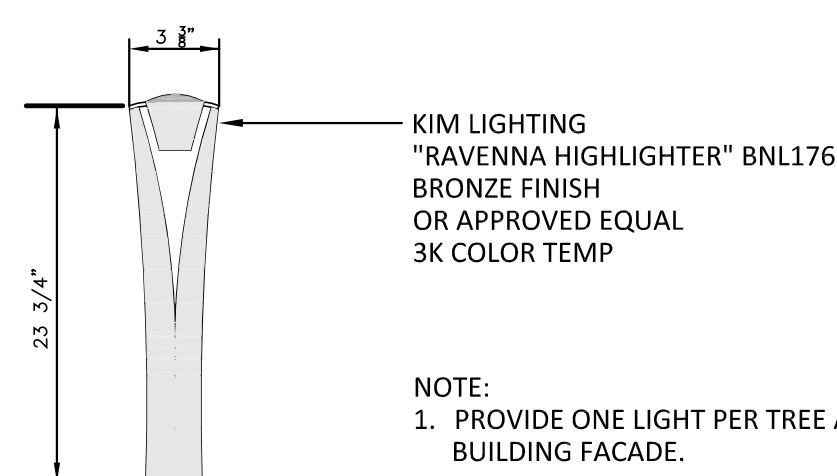 3 3/8"
KIM LIGHTING
"RAVENNA HIGHLIGHTER" BNL176
BRONZE FINISH
OR APPROVED EQUAL
3K COLOR TEMP
23 3/4"
NOTE:
1. PROVIDE ONE LIGHT PER TREE
BUILDING FACADE.